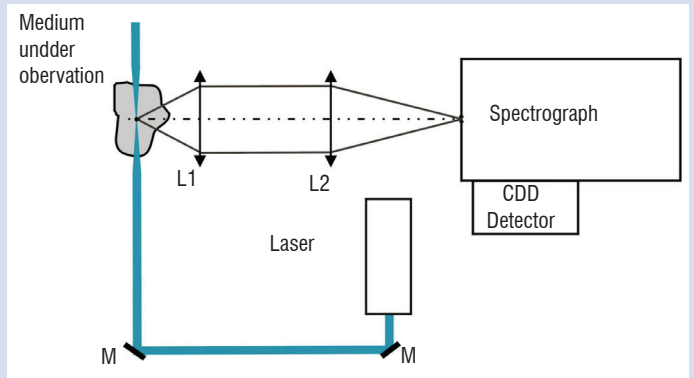 Medium
undder
obervation
Spectrograph
L1
L2
CDD
Detector
Laser
M
M